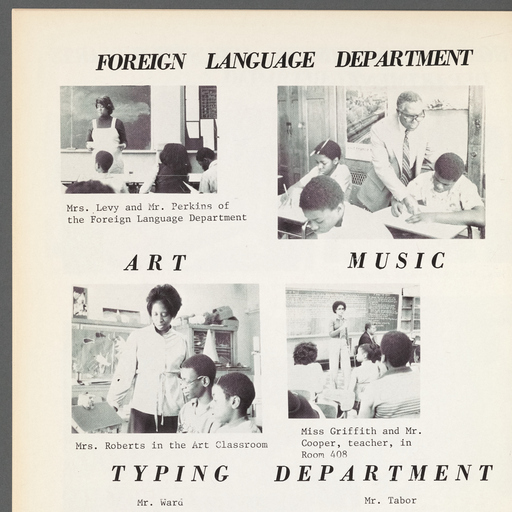 FOREIGN LANGUAGE DEPARTMENT
Mrs. Levy and Mr. Perkins of
the Foreign Language Department
ART
MUSIC
Mrs. Roberts in the Art Classroom
Miss Griffith and Mr.
Cooper, teacher, in
Room 408
TYPING DEPARTMENT
Mr. Ward
Mr. Tabor